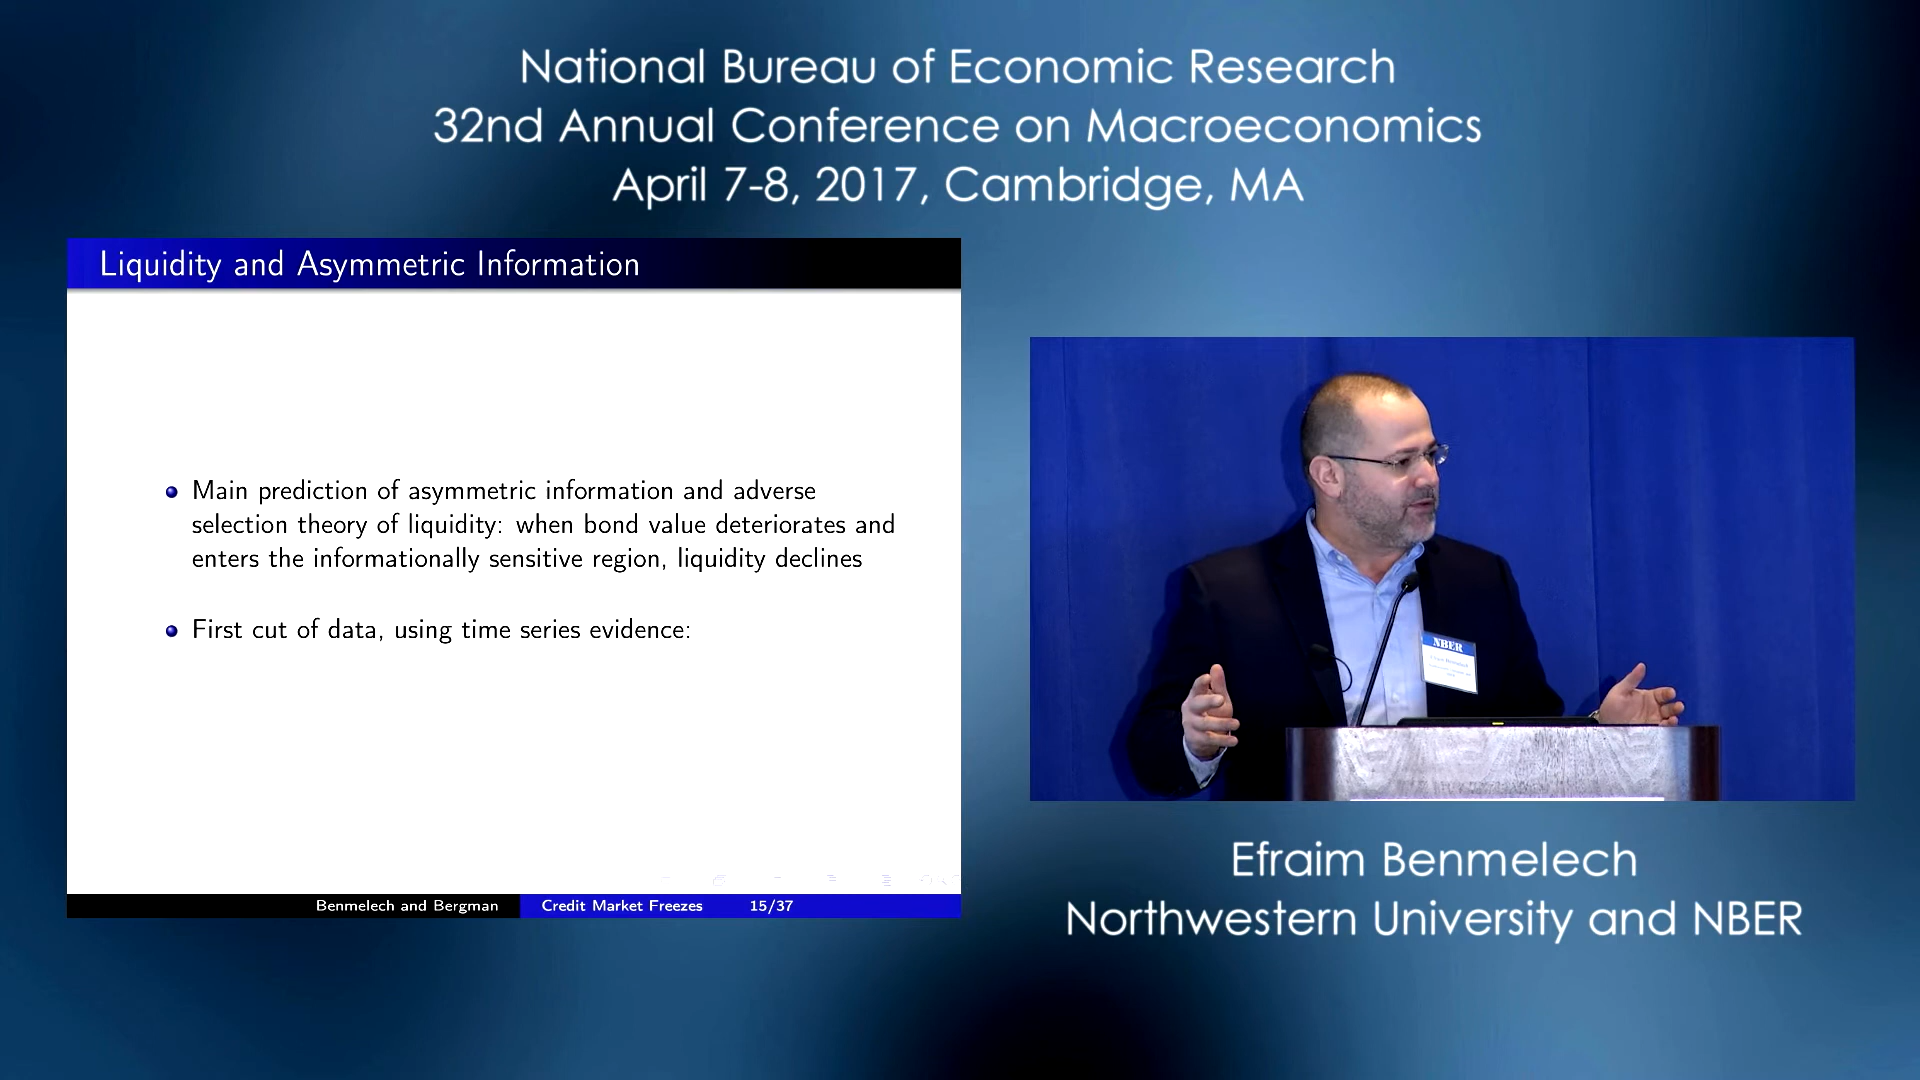 National Bureau of Economic Research
32nd Annual Conference on Macroeconomics
April 7-8, 2017, Cambridge, MA
Liquidity and Asymmetric Information
Main prediction of asymmetric information and adverse
selection theory of liquidity: when bond value deteriorates and
enters the informationally sensitive region, liquidity declines
First cut of data, using time series evidence:
Benmelech and Bergman
Credit Market Freezes
15/37
NBER
Efraim Benmelech
Northwestern University and NBER